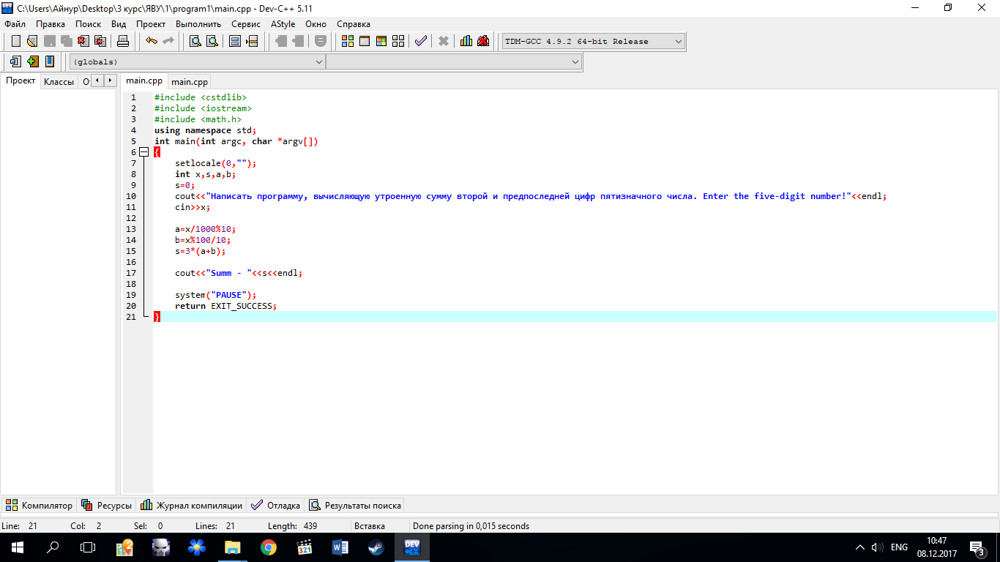 C:\Users\Айнур\Desktop\3 курс\ЯВУ\1\program1\main.cpp - Dev-C++ 5.11
Файл Правка Поиск Вид Проект Выполнить Сервис AStyle Окно Справка
TDM-GCC 4.9.2 64-bit Release
(globals)
Проект Классы О main.cpp main.cpp
1 #include <cstdlib>
2 #include <iostream>
3 #include <math.h>
4 using namespace std;
5 int main(int argc, char *argv[])
6 {
7 setlocale(0,"");
8 int x,s,a,b;
9 s=0;
10 cout<<"Написать программу, вычисляющую утроенную сумму второй и предпоследней цифр пятизначного числа. Enter the five-digit number!"<<endl;
11 cin>>x;
12
13 a=x/1000%10;
14 b=x%100/10;
15 s=3*(a+b);
16
17 cout<<"Summ - "<<s<<endl;
18
19 system("PAUSE");
20 return EXIT_SUCCESS;
21 }
Компилятор Ресурсы Журнал компиляции Отладка Результаты поиска
Line: 21 Col: 2 Sel: 0 Lines: 21 Length: 439 Вставка Done parsing in 0,015 seconds
2 321 W DEV C++ ENG 10:47
08.12.2017 3